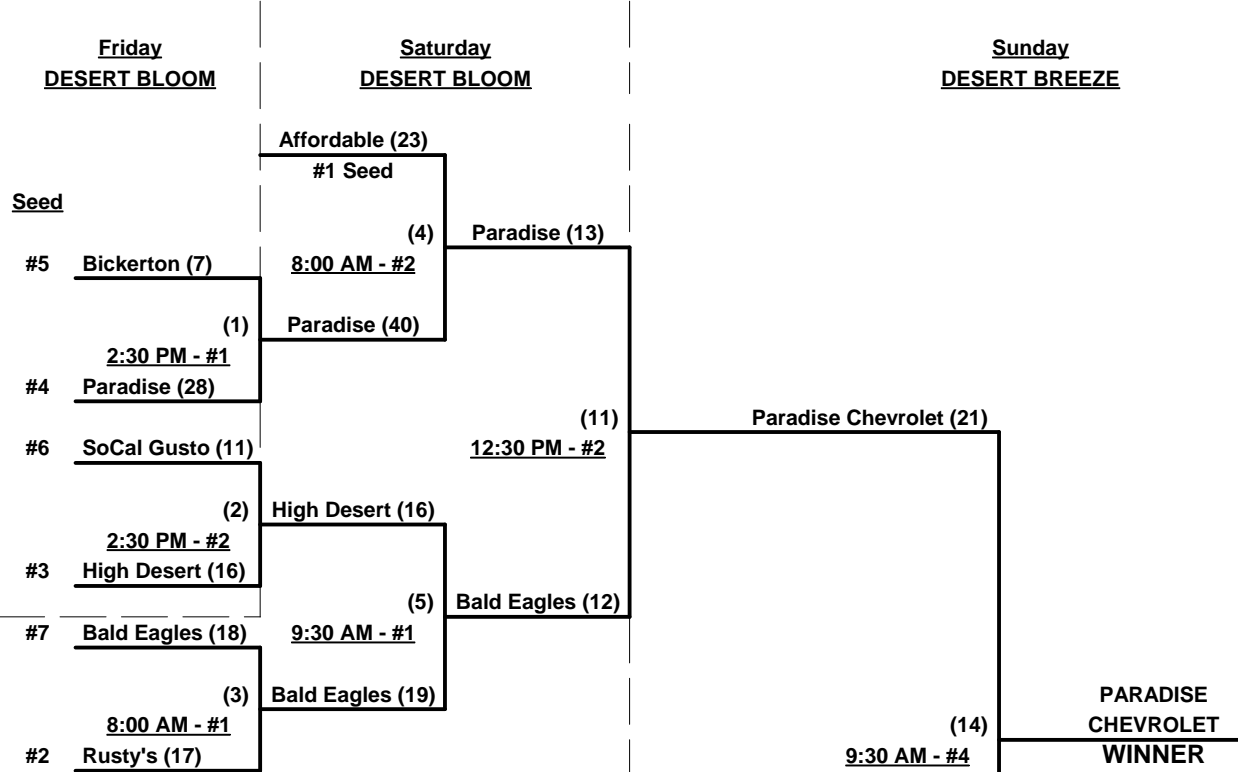 Friday
DESERT BLOOM
Saturday
DESERT BLOOM
Sunday
DESERT BREEZE
Affordable (23)
#1 Seed
Seed
(4)
Paradise (13)
#5 Bickerton (7)
8:00 AM - #2
(1)
Paradise (40)
2:30 PM - #1
#4 Paradise (28)
(11)
Paradise Chevrolet (21)
#6 SoCal Gusto (11)
12:30 PM - #2
(2)
High Desert (16)
2:30 PM - #2
#3 High Desert (16)
(5)
Bald Eagles (12)
#7 Bald Eagles (18)
9:30 AM - #1
(3)
Bald Eagles (19)
PARADISE
8:00 AM - #1
(14)
CHEVROLET
#2 Rusty's (17)
9:30 AM - #4
WINNER